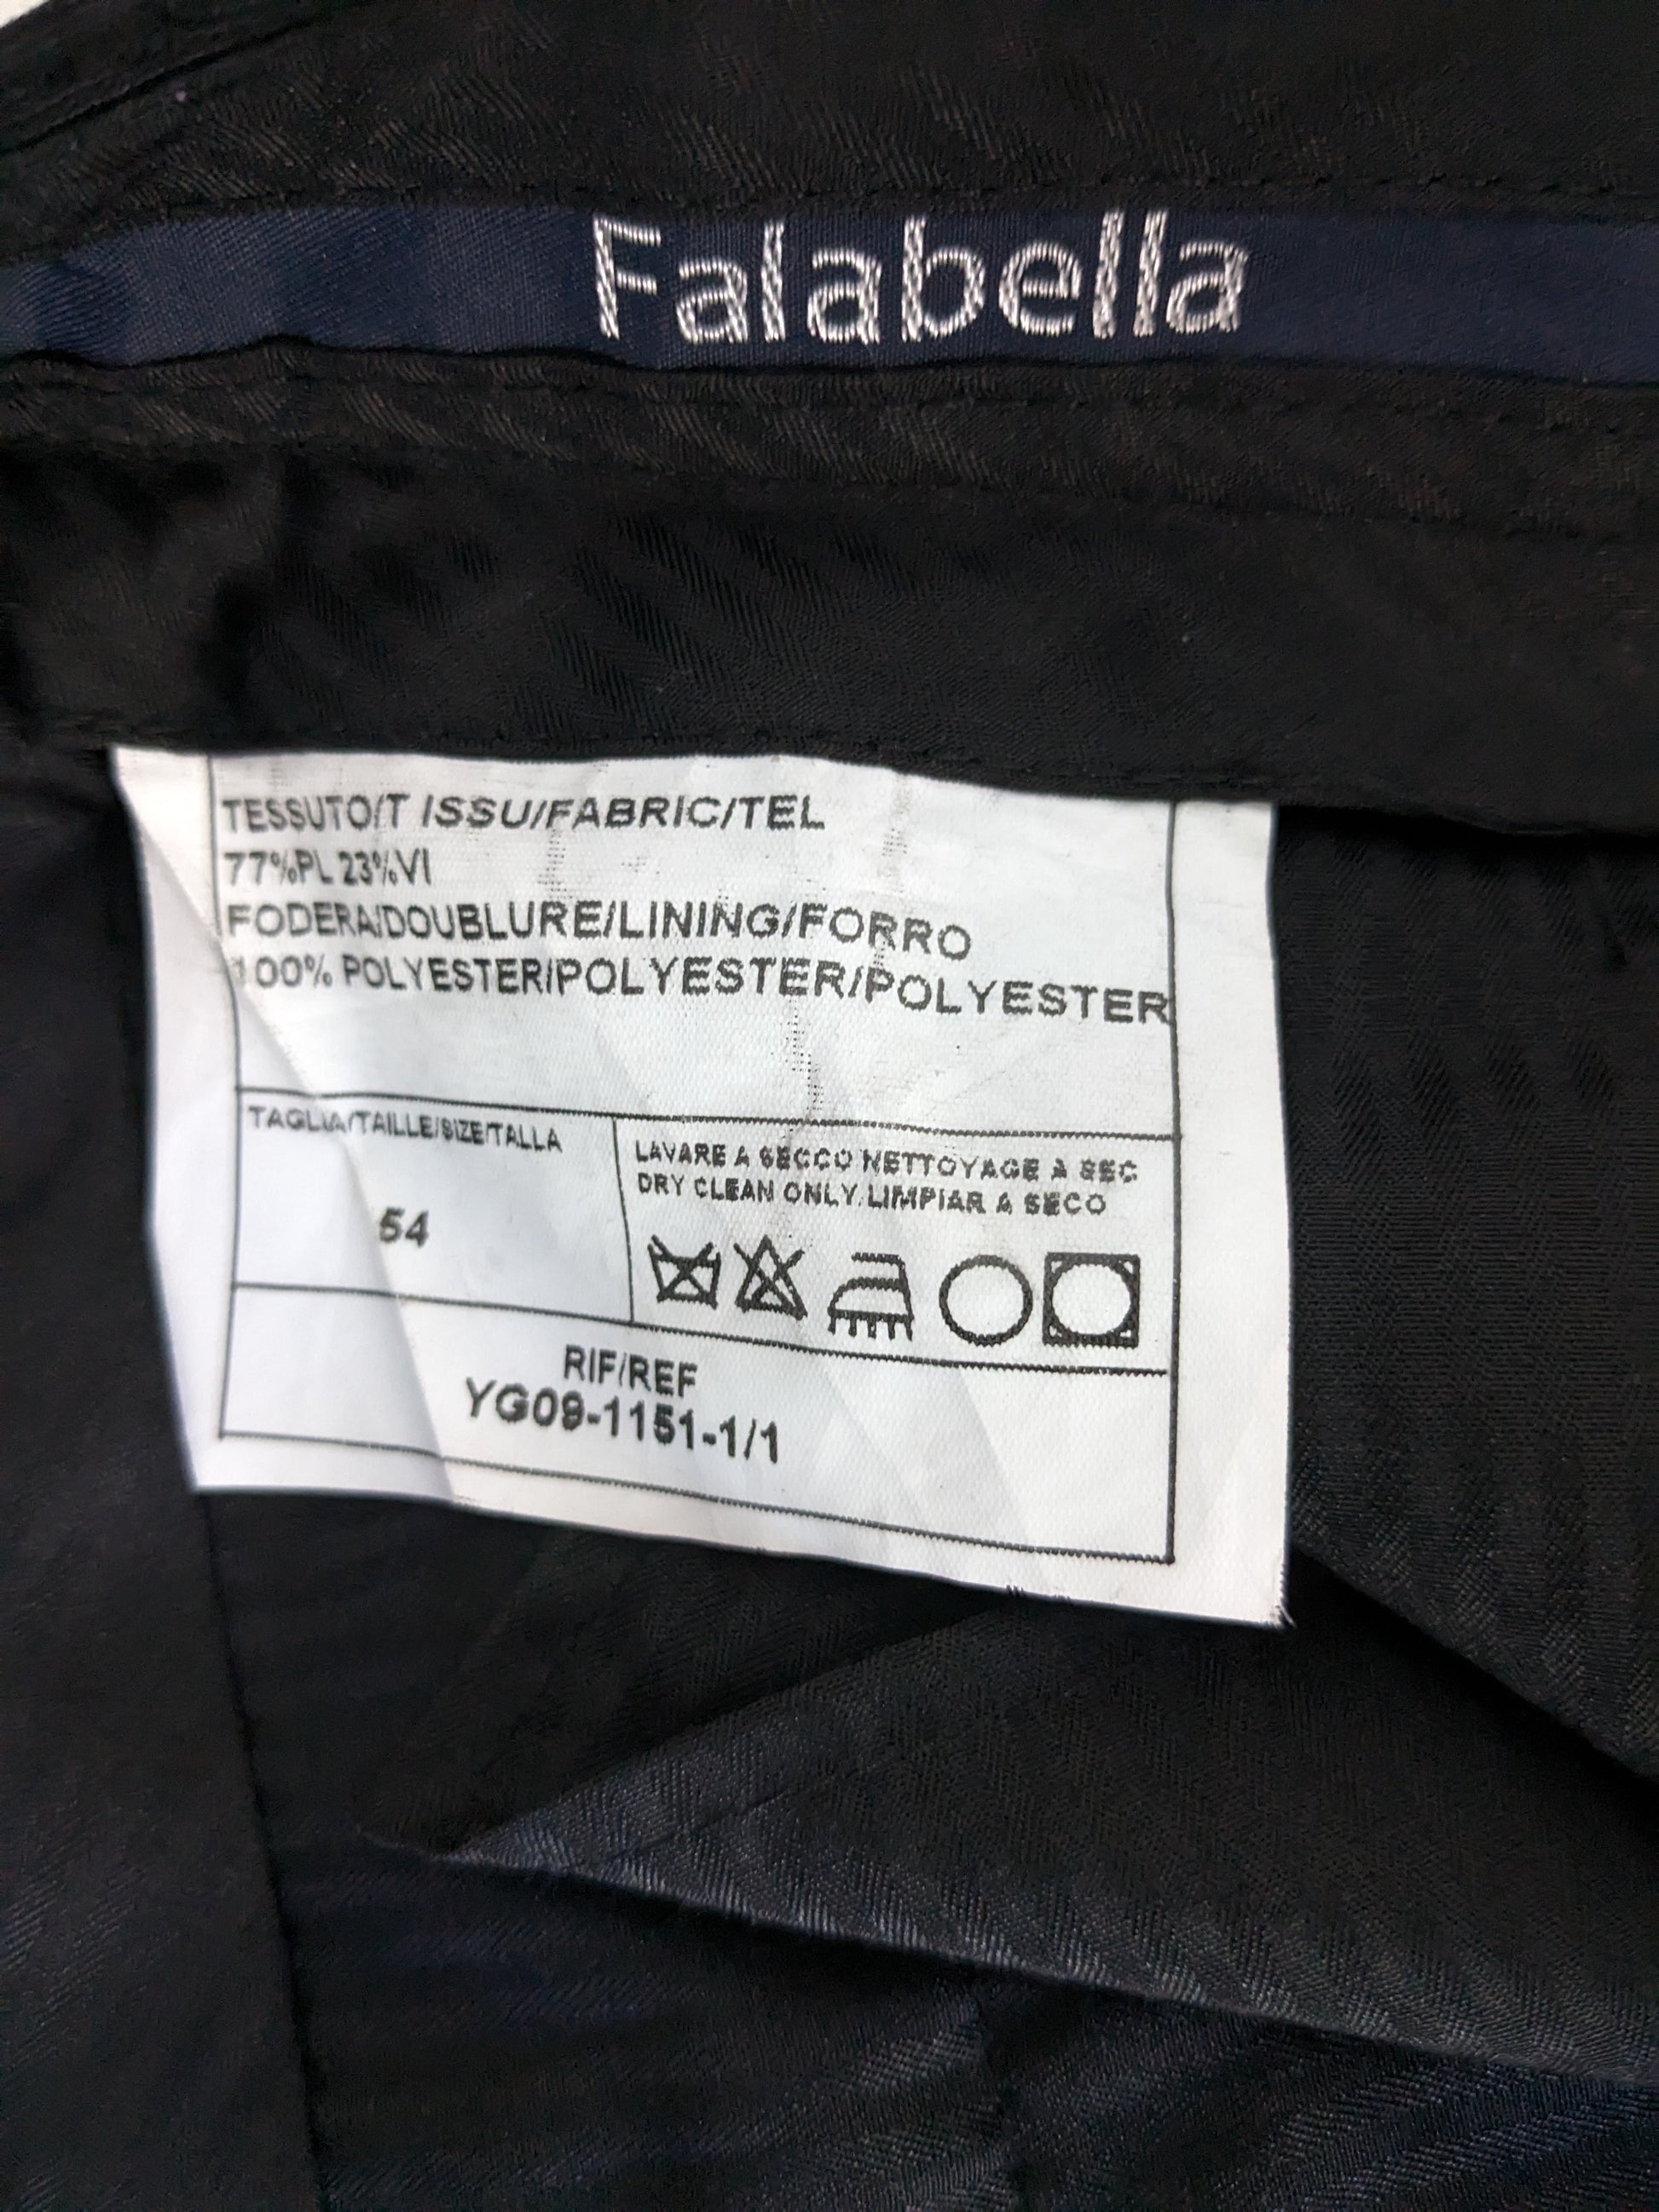 Falabella
TESSUTO/T ISSU/FABRIC/TEL
77%PL 23%VI
FODERA/DOUBLURE/LINING/FORRO
100% POLYESTER/POLYESTER/POLYESTER
TAGLIA/TAILLE/SIZE/TALLA
54
LAVARE A SECCO NETTOYAGE A SEC
DRY CLEAN ONLY.LIMPIAR A SECO
RIF/REF
YG09-1151-1/1